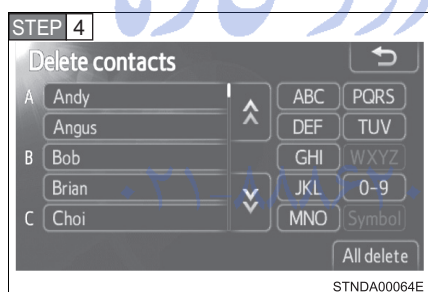 STEP 4
Delete contacts
A Andy
Angus
B Bob
Brian
C Choi
ABC PQRS
DEF TUV
GHI WXYZ
JKL 0-9
MNO Symbol
All delete
STNDA00064E